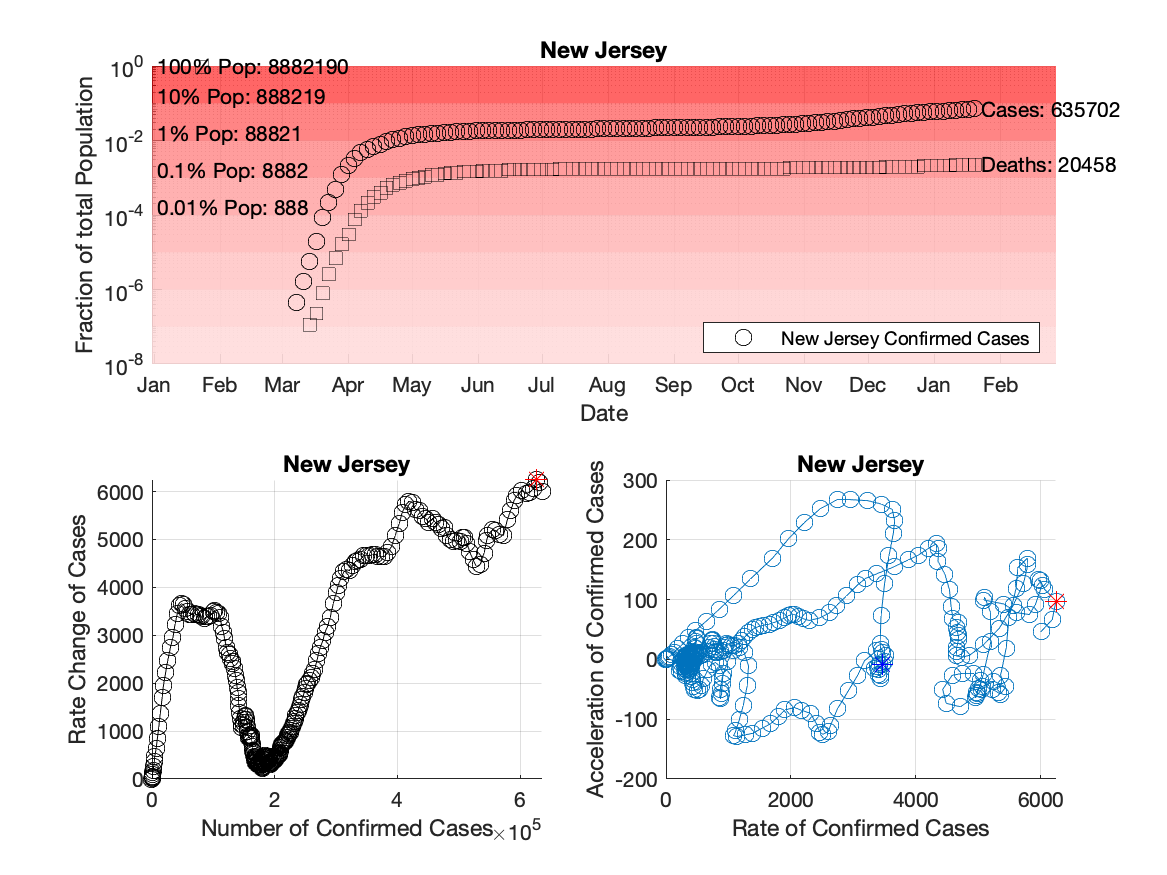 New Jersey
Fraction of total Population
10^0
10^-2
10^-4
10^-6
10^-8
100% Pop: 8882190
10% Pop: 888219
1% Pop: 88821
0.1% Pop: 8882
0.01% Pop: 888
Cases: 635702
Deaths: 20458
New Jersey Confirmed Cases
Jan Feb Mar Apr May Jun Jul Aug Sep Oct Nov Dec Jan Feb
Date
New Jersey
Rate Change of Cases
6000
5000
4000
3000
2000
1000
0
0 2 4 6
Number of Confirmed Cases ×10^5
New Jersey
Acceleration of Confirmed Cases
300
200
100
0
-100
-200
0 2000 4000 6000
Rate of Confirmed Cases